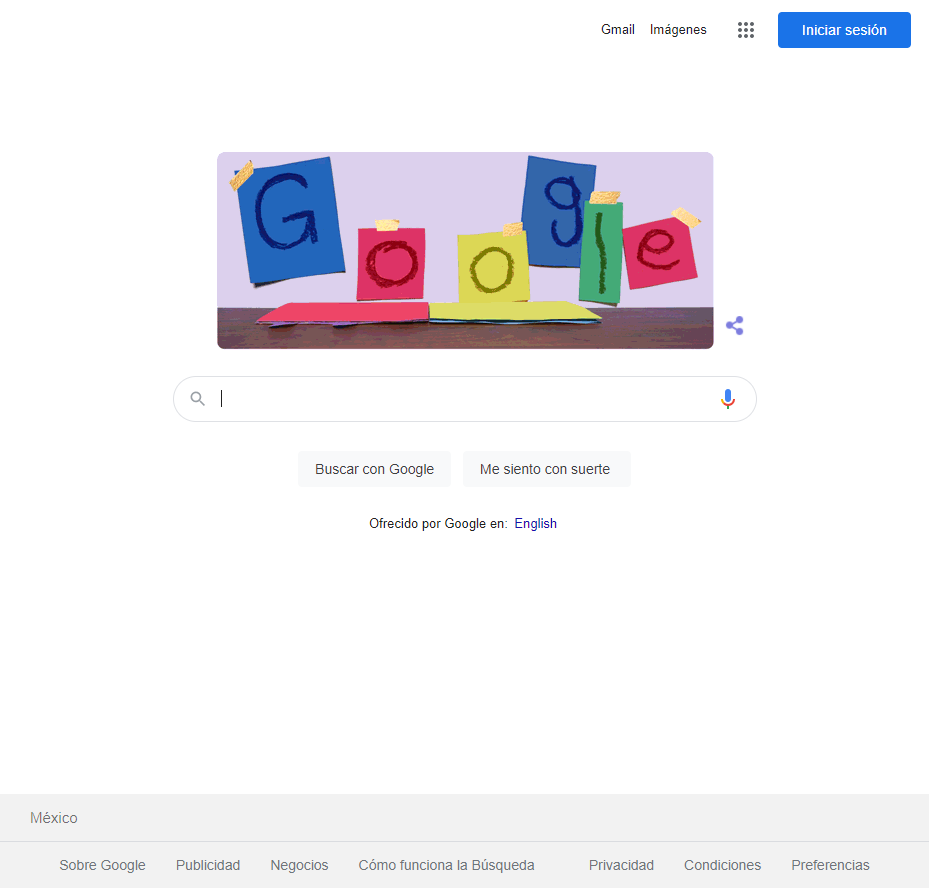 Gmail Imágenes Iniciar sesión
Google
Buscar con Google Me siento con suerte
Ofrecido por Google en: English
México
Sobre Google Publicidad Negocios Cómo funciona la Búsqueda Privacidad Condiciones Preferencias